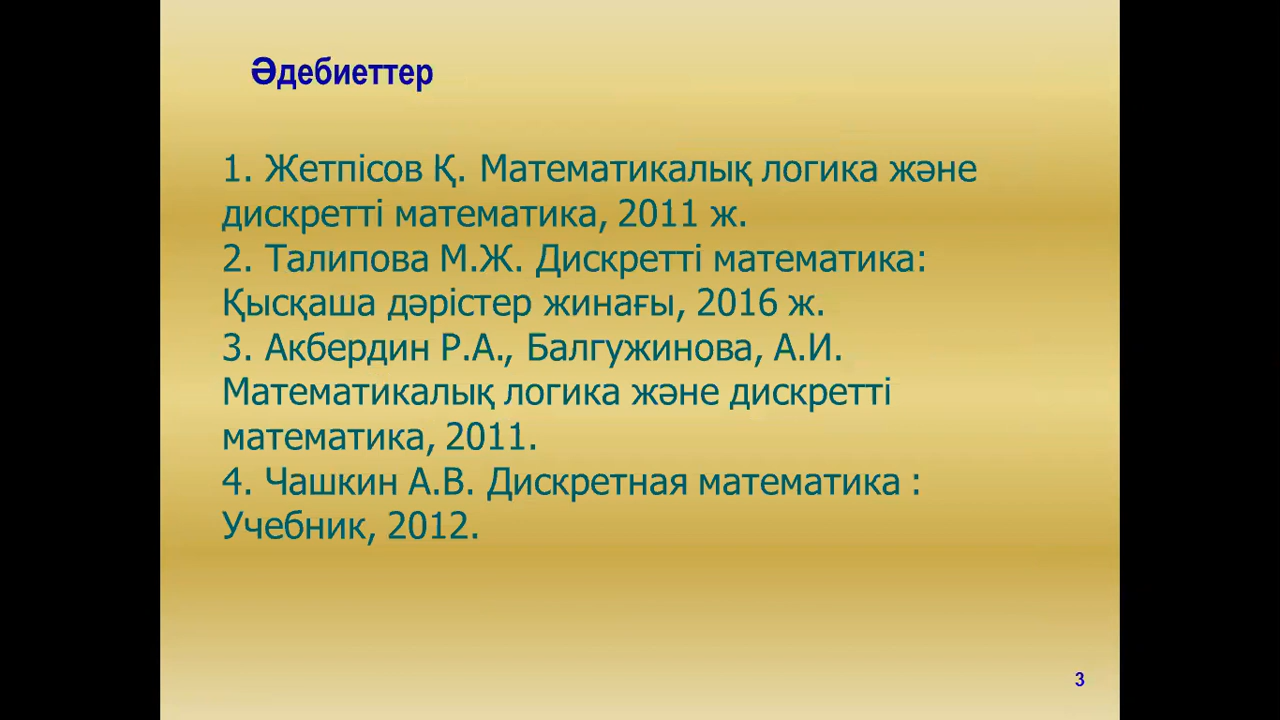 Әдебиеттер
1. Жетпісов Қ. Математикалық логика және
дискретті математика, 2011 ж.
2. Талипова М.Ж. Дискретті математика:
Қысқаша дәрістер жинағы, 2016 ж.
3. Акбердин Р.А., Балгужинова, А.И.
Математикалық логика және дискретті
математика, 2011.
4. Чашкин А.В. Дискретная математика :
Учебник, 2012.
3